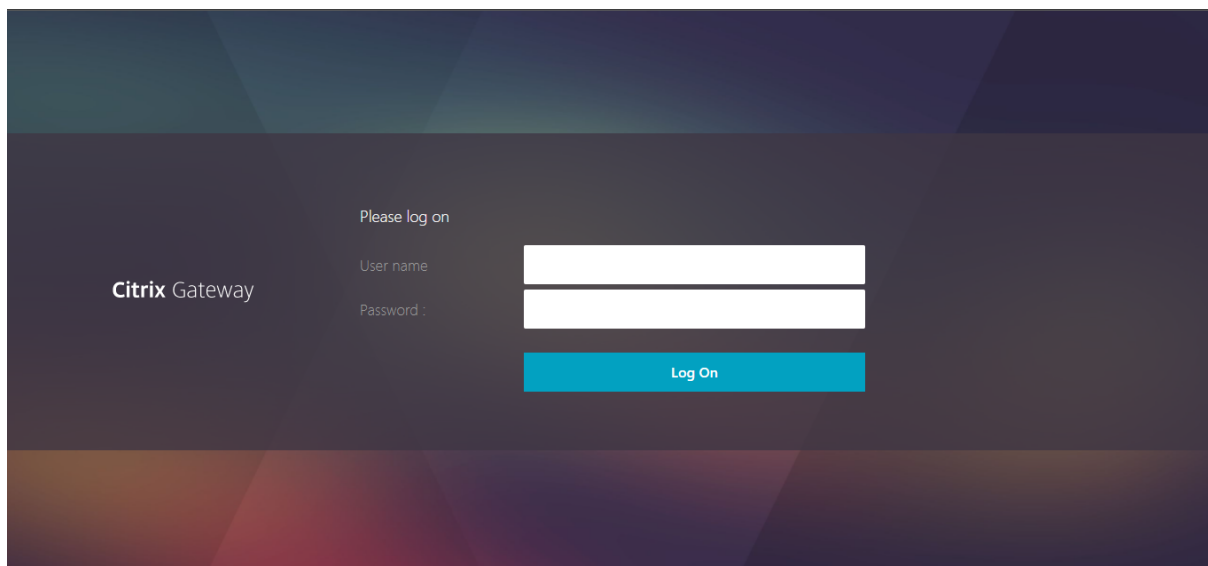 Please log on
User name
Citrix Gateway
Password :
Log On